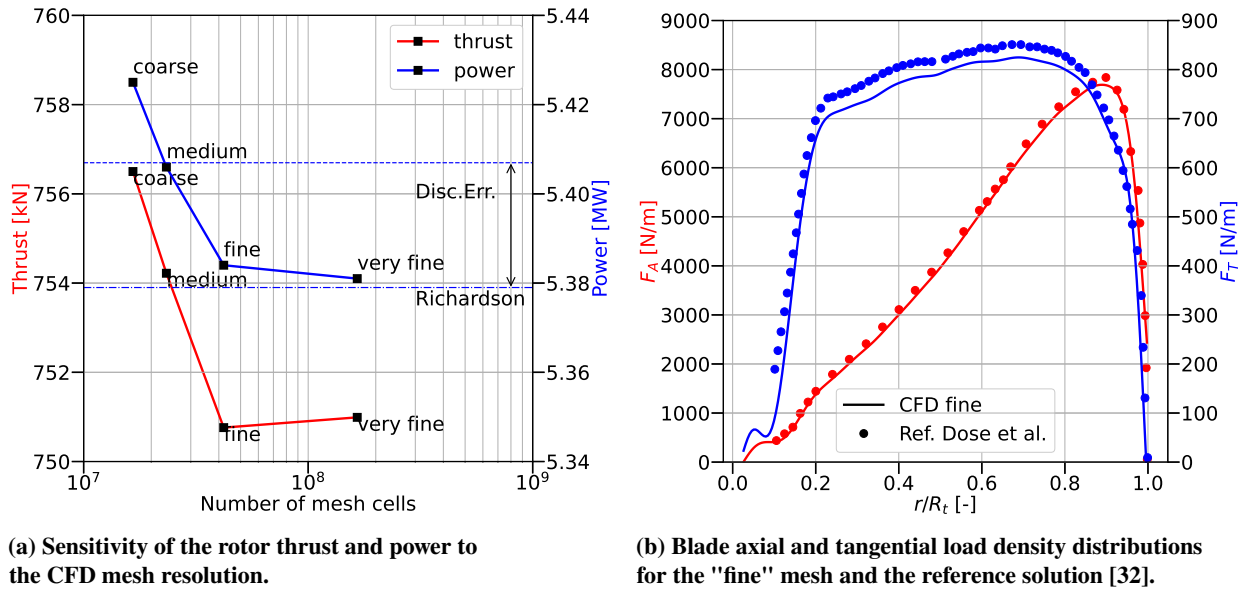 760
758
756
754
752
750
Thrust [kN]
5.44
5.42
5.40
5.38
5.36
5.34
Power [MW]
thrust
power
coarse
medium
coarse
Disc.Err.
fine
very fine
medium
Richardson
fine
very fine
10^7
10^8
10^9
Number of mesh cells
(a) Sensitivity of the rotor thrust and power to
the CFD mesh resolution.
9000
8000
7000
6000
5000
4000
3000
2000
1000
0
F_A [N/m]
900
800
700
600
500
400
300
200
100
0
F_T [N/m]
CFD fine
Ref. Dose et al.
0.0
0.2
0.4
0.6
0.8
1.0
r/R_t [-]
(b) Blade axial and tangential load density distributions
for the "fine" mesh and the reference solution [32].